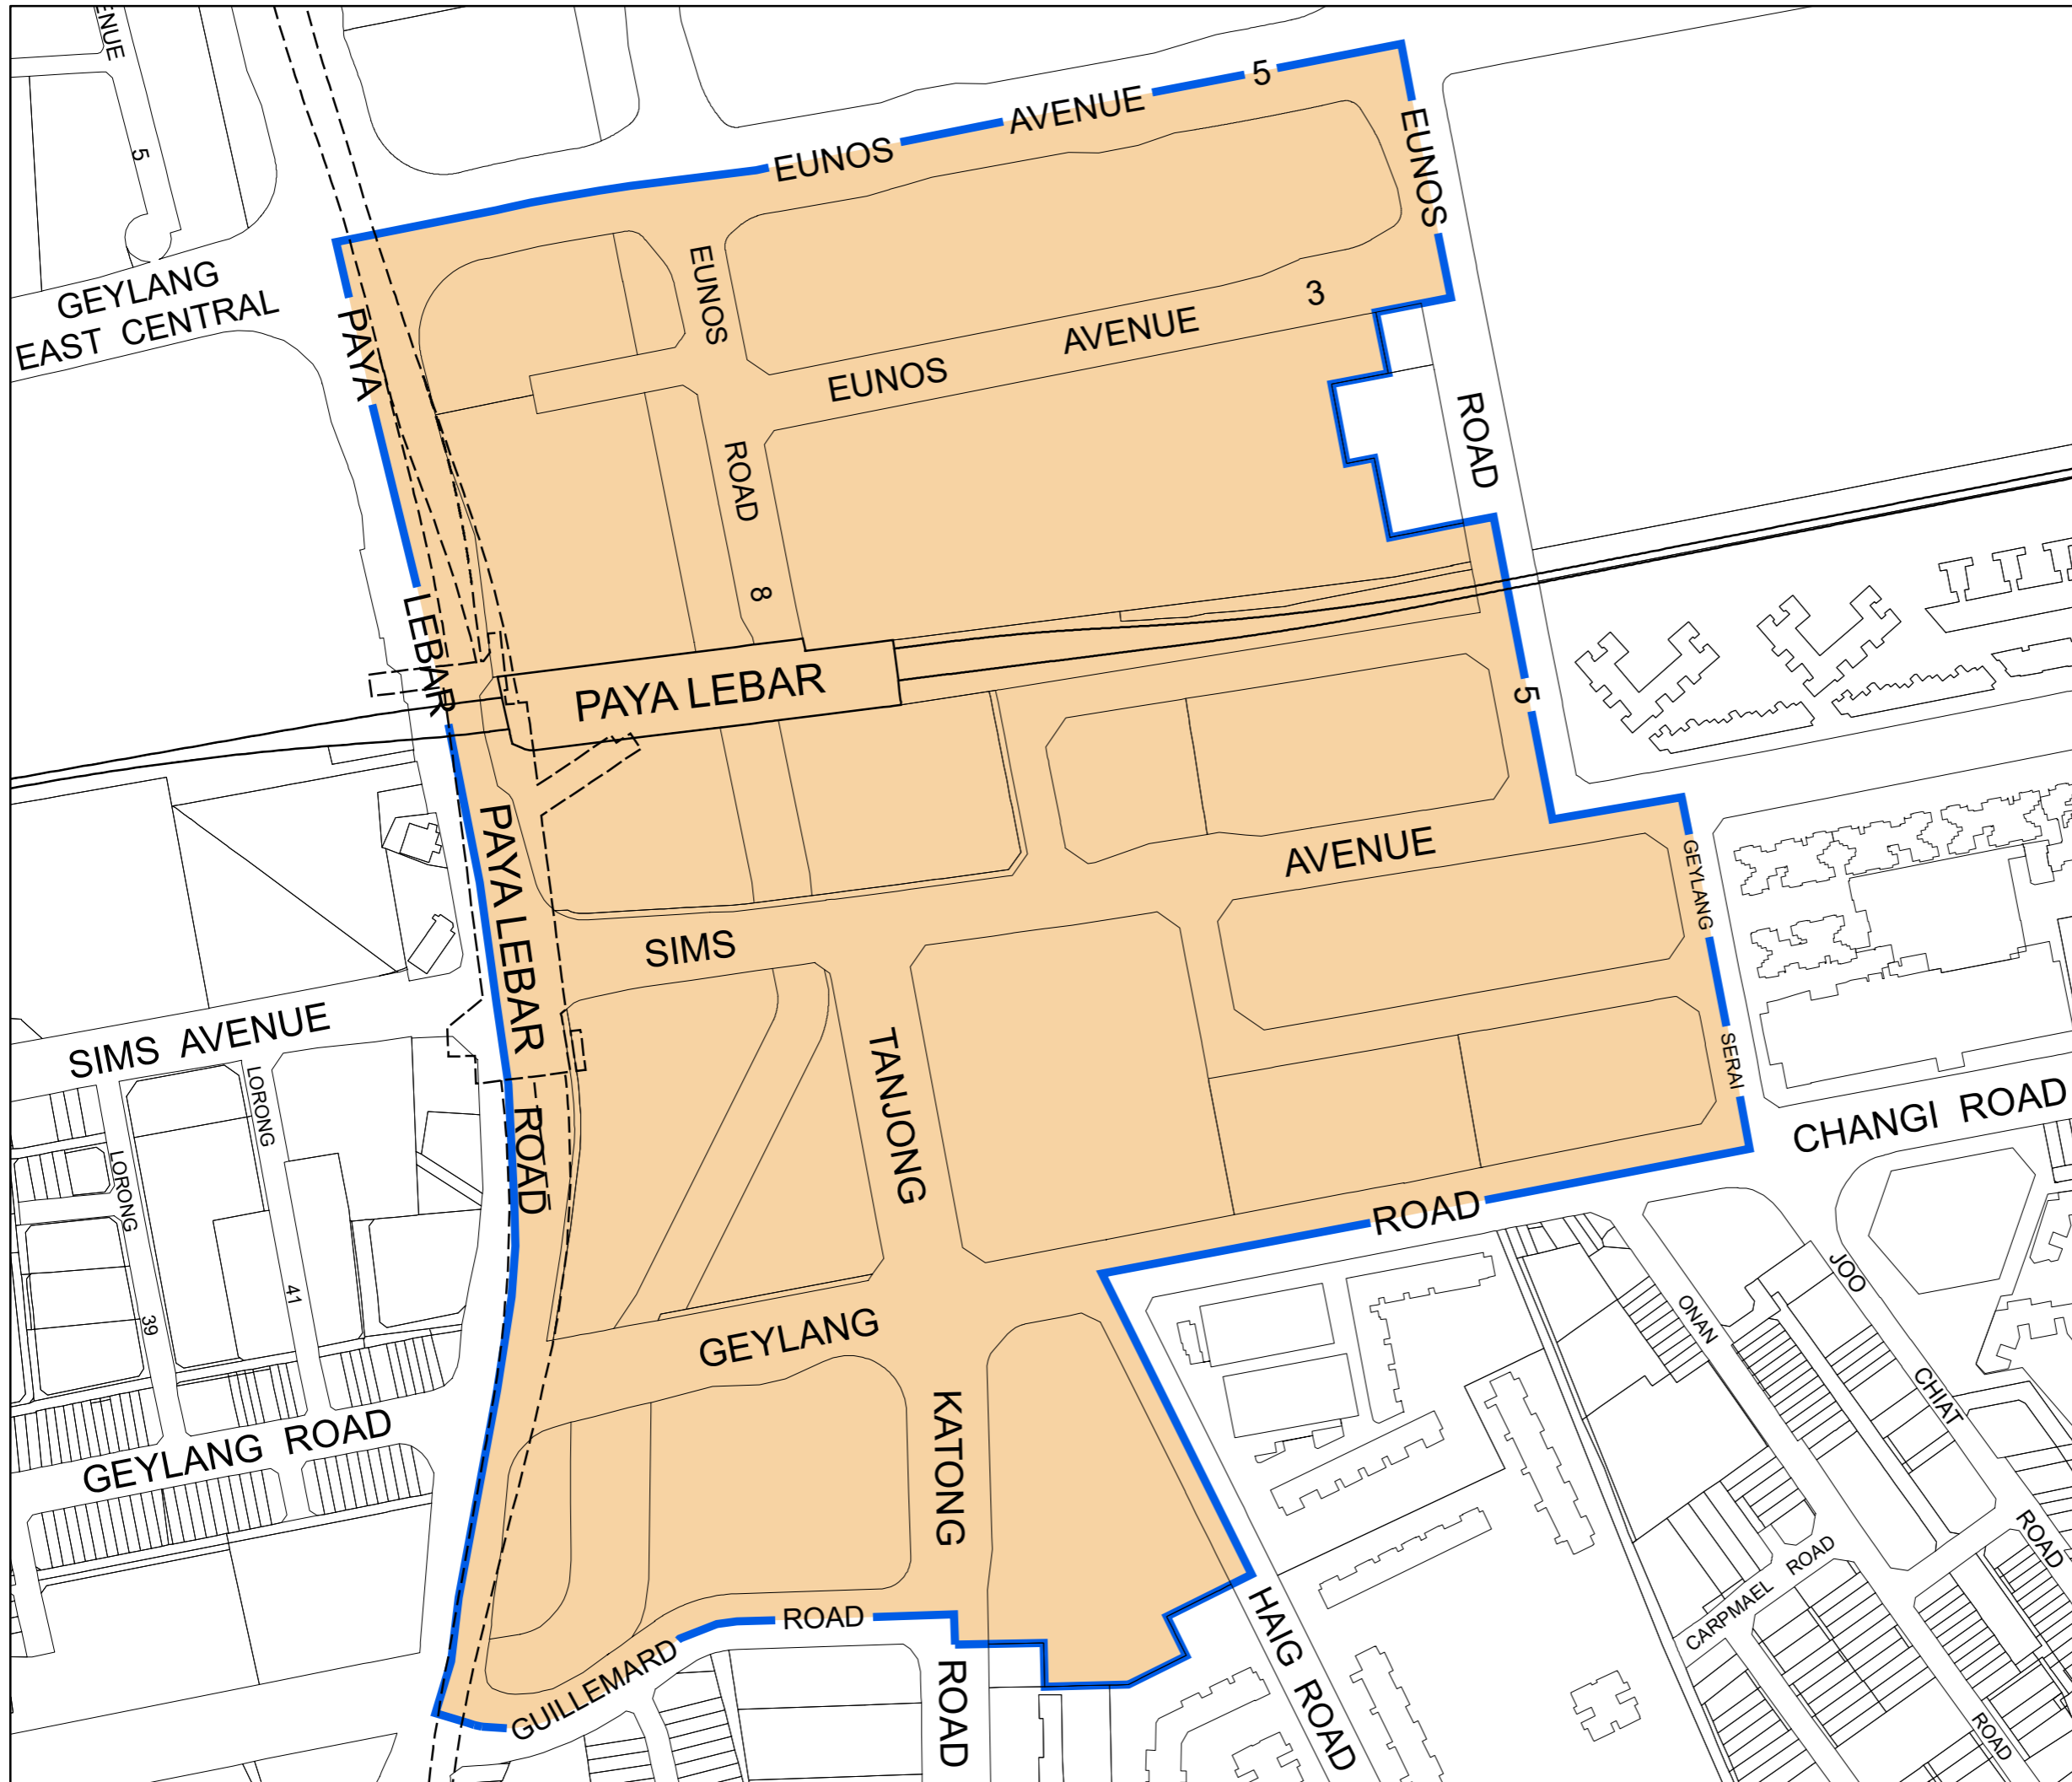 ENUE
5
GEYLANG
EAST CENTRAL
EUNOS
AVENUE
5
EUNOS
ROAD
5
PAYA
LEBAR
EUNOS
ROAD
8
EUNOS
AVENUE
3
PAYA LEBAR
PAYA LEBAR
ROAD
SIMS
AVENUE
SIMS AVENUE
GEYLANG
SERAI
CHANGI ROAD
TANJONG
KATONG
ROAD
LORONG
39
LORONG
41
GEYLANG
ROAD
GEYLANG ROAD
GUILLEMARD
ROAD
HAIG ROAD
ONAN
ROAD
JOO
CHIAT
ROAD
CARPMAEL ROAD